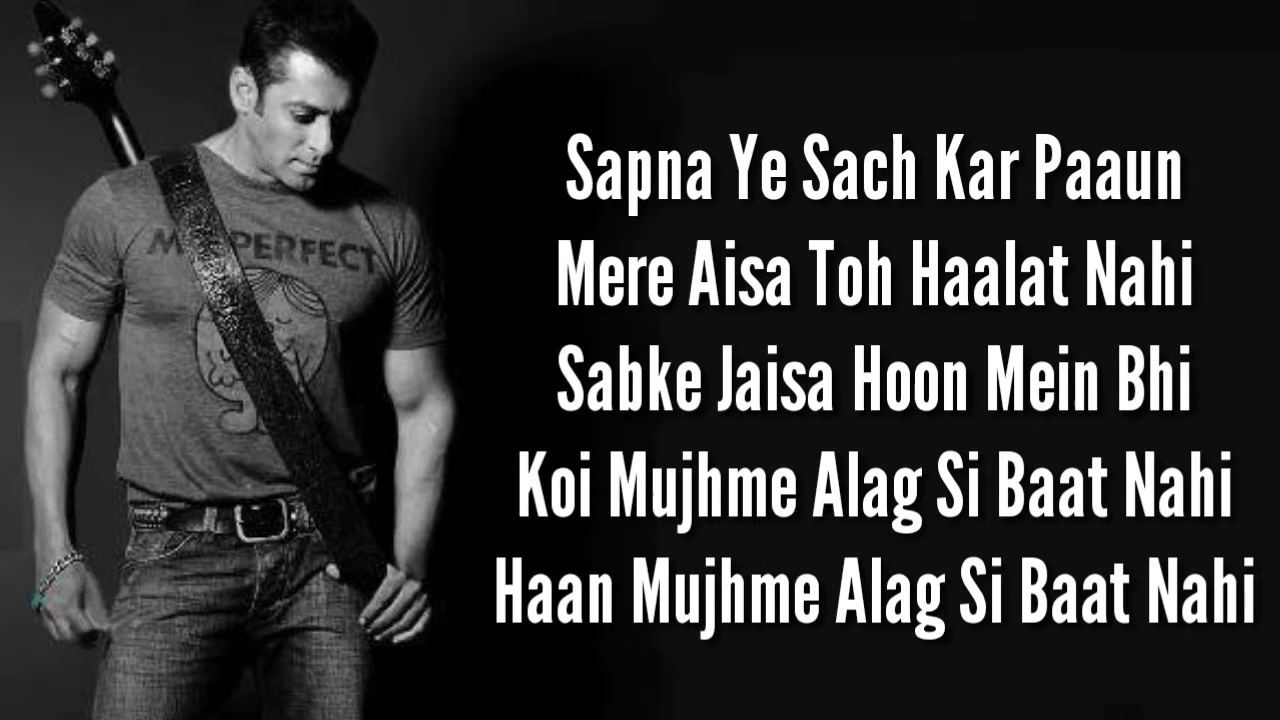 PERFECT
Sapna Ye Sach Kar Paaun
Mere Aisa Toh Haalat Nahi
Sabke Jaisa Hoon Mein Bhi
Koi Mujhme Alag Si Baat Nahi
Haan Mujhme Alag Si Baat Nahi